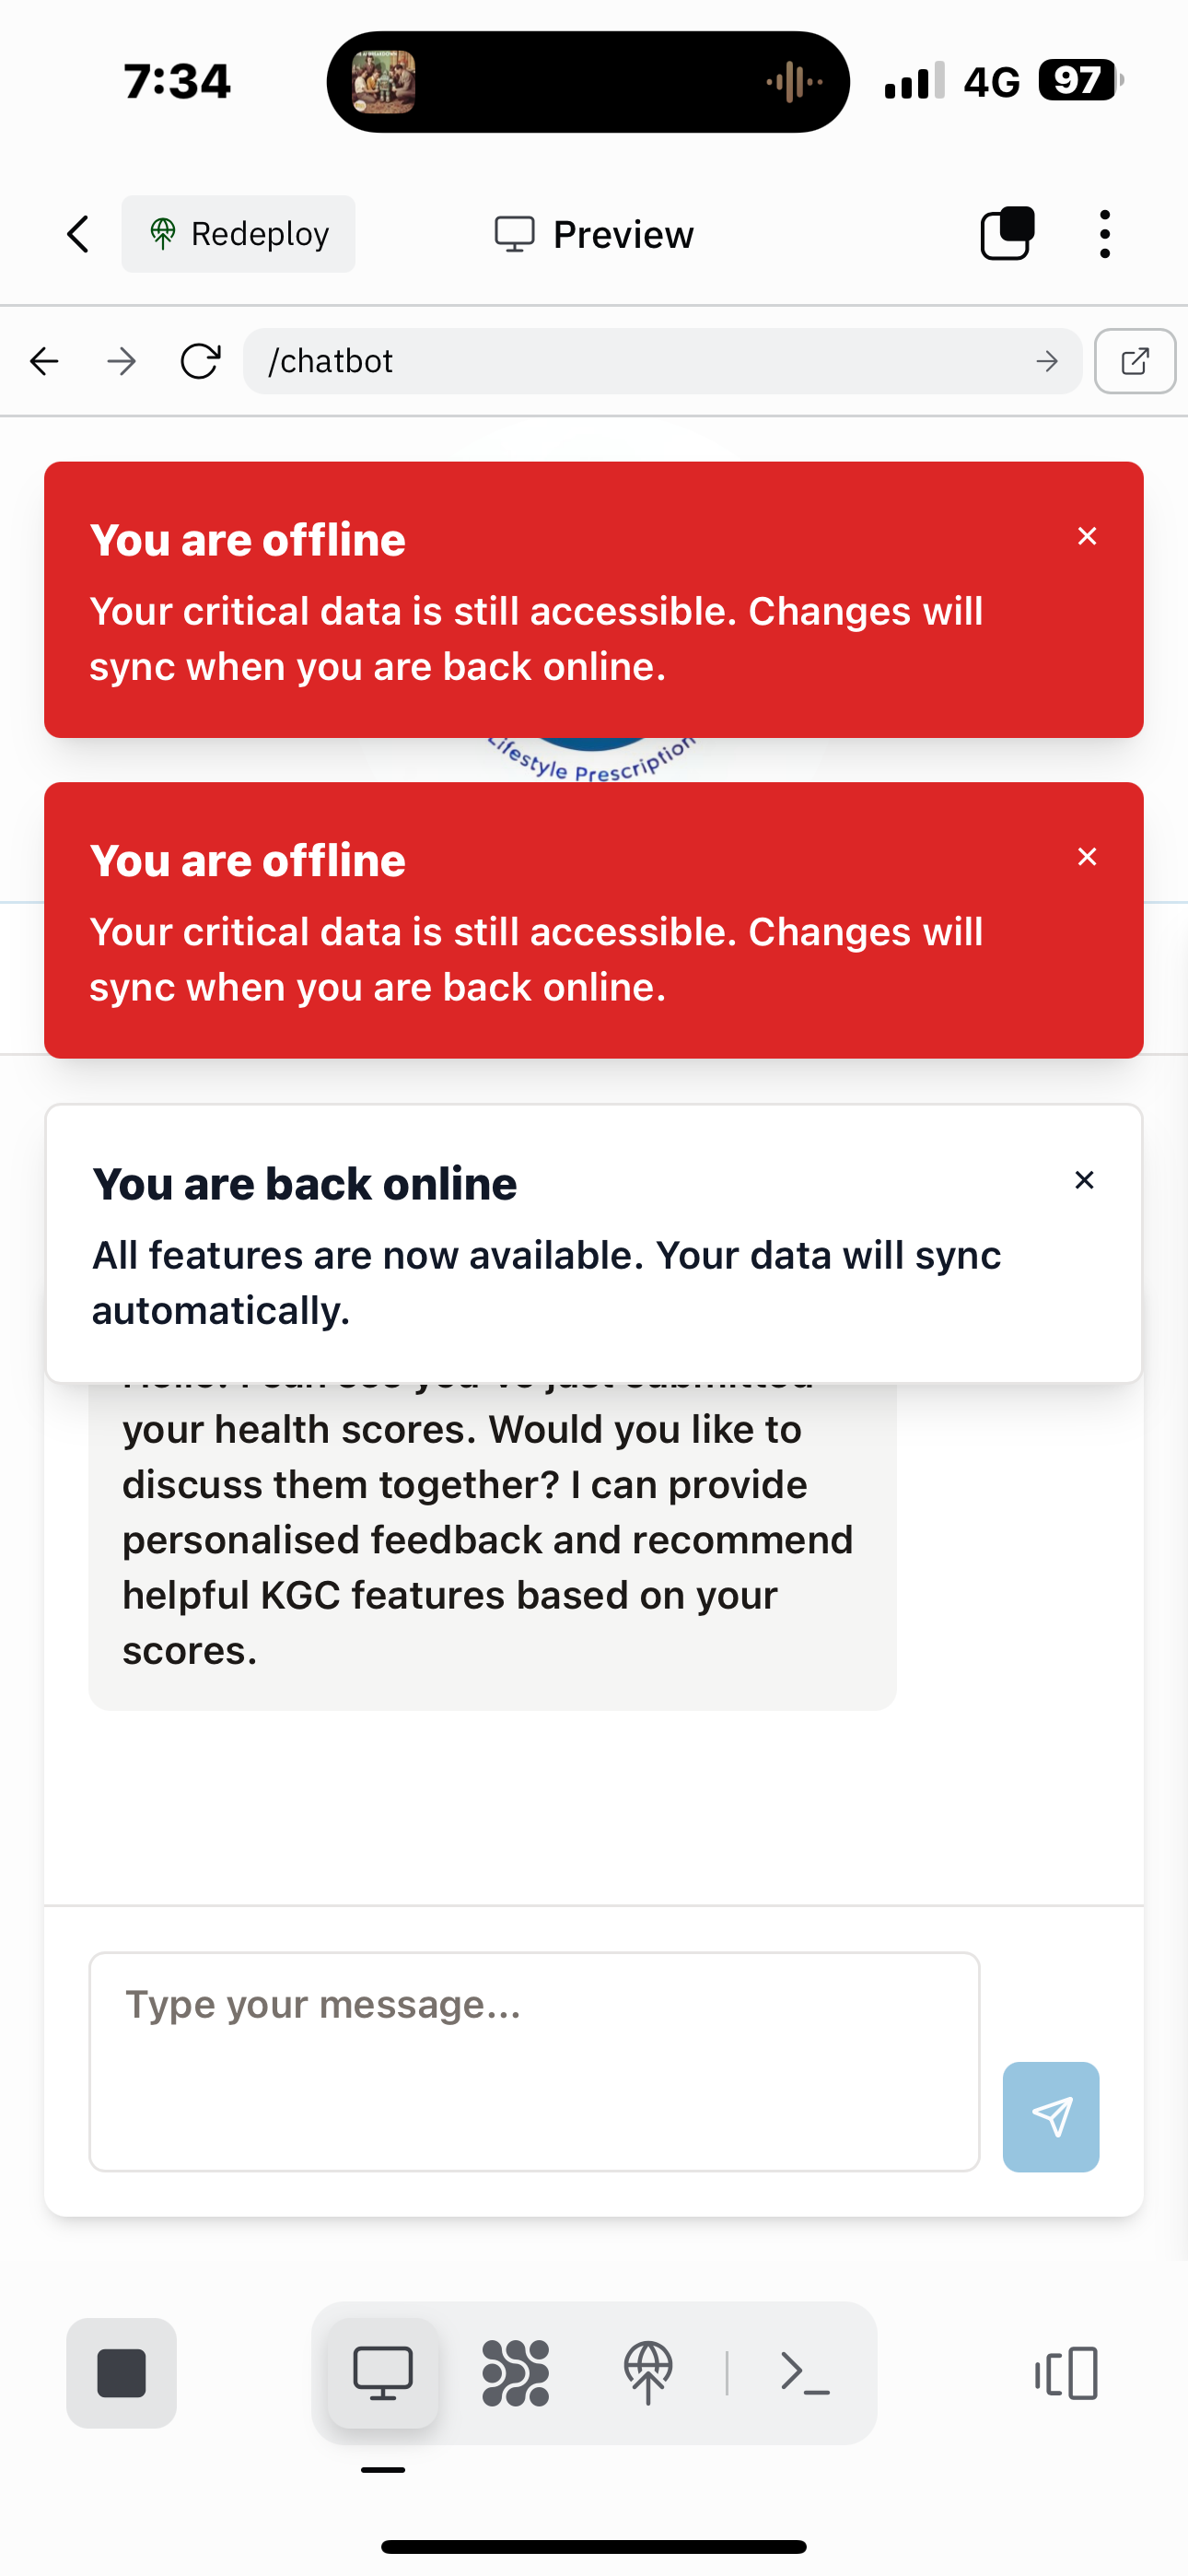 7:34
4G
97
Redeploy
Preview
/chatbot
You are offline
Your critical data is still accessible. Changes will
sync when you are back online.
Lifestyle Prescription
You are offline
Your critical data is still accessible. Changes will
sync when you are back online.
You are back online
All features are now available. Your data will sync
automatically.
your health scores. Would you like to
discuss them together? I can provide
personalised feedback and recommend
helpful KGC features based on your
scores.
Type your message...